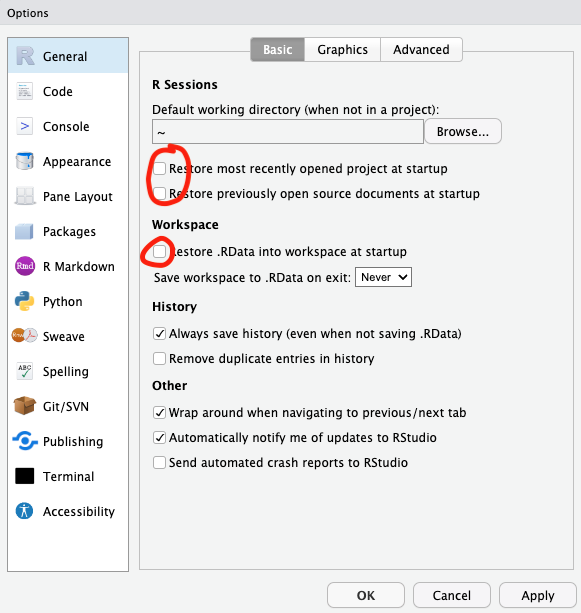 Options
General
Code
Console
Appearance
Pane Layout
Packages
R Markdown
Python
Sweave
Spelling
Git/SVN
Publishing
Terminal
Accessibility
Basic Graphics Advanced
R Sessions
Default working directory (when not in a project):
~ Browse...
Restore most recently opened project at startup
Restore previously open source documents at startup
Workspace
Restore .RData into workspace at startup
Save workspace to .RData on exit: Never
History
Always save history (even when not saving .RData)
Remove duplicate entries in history
Other
Wrap around when navigating to previous/next tab
Automatically notify me of updates to RStudio
Send automated crash reports to RStudio
OK Cancel Apply